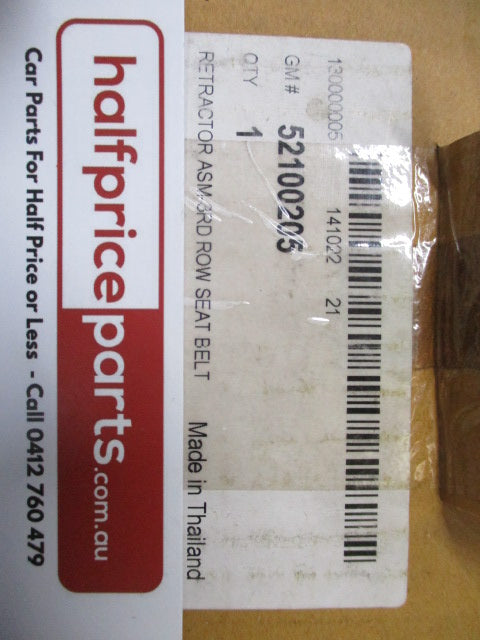 halfpriceparts.com.au
Car Parts For Half Price or Less - Call 0412 760 479
130000005 141022 21
GM # 52100205
QTY 1
RETRACTOR ASM-3RD ROW SEAT BELT Made in Thailand